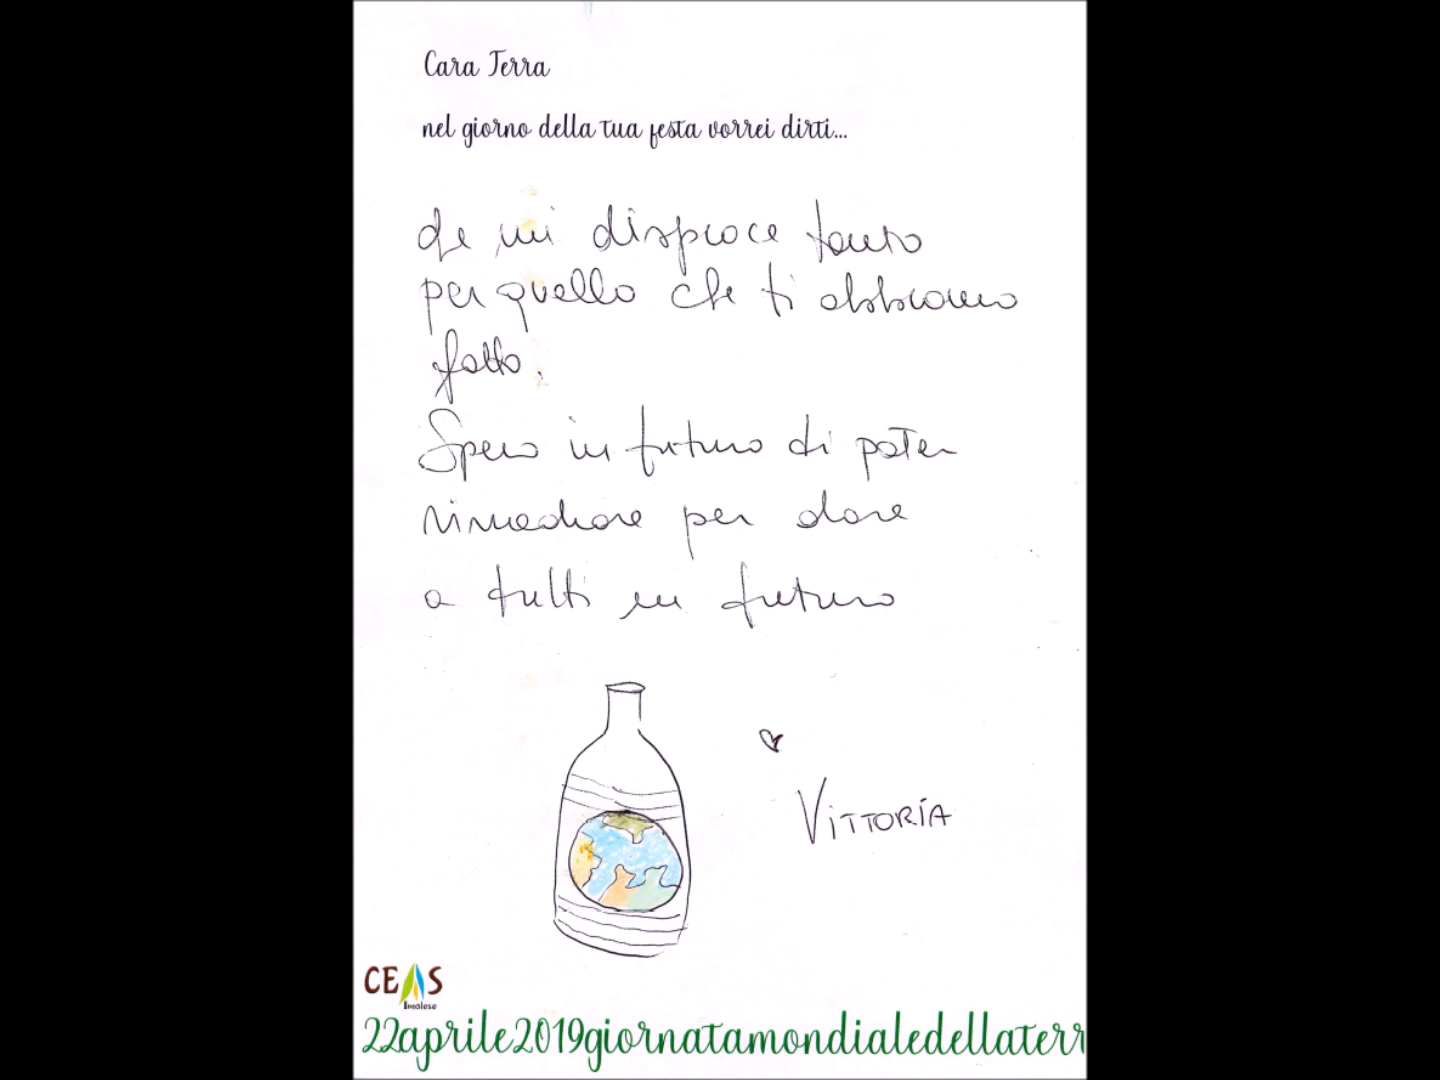 Cara Terra
nel giorno della tua festa vorrei dirti...
che mi dispiace tanto
per quello che ti abbiamo
fatto.
Spero in futuro di poter
rimediare per dare
a tutti un futuro
Vittoria
CEAS
Imolese
22aprile2019giornatamondialedellaterr